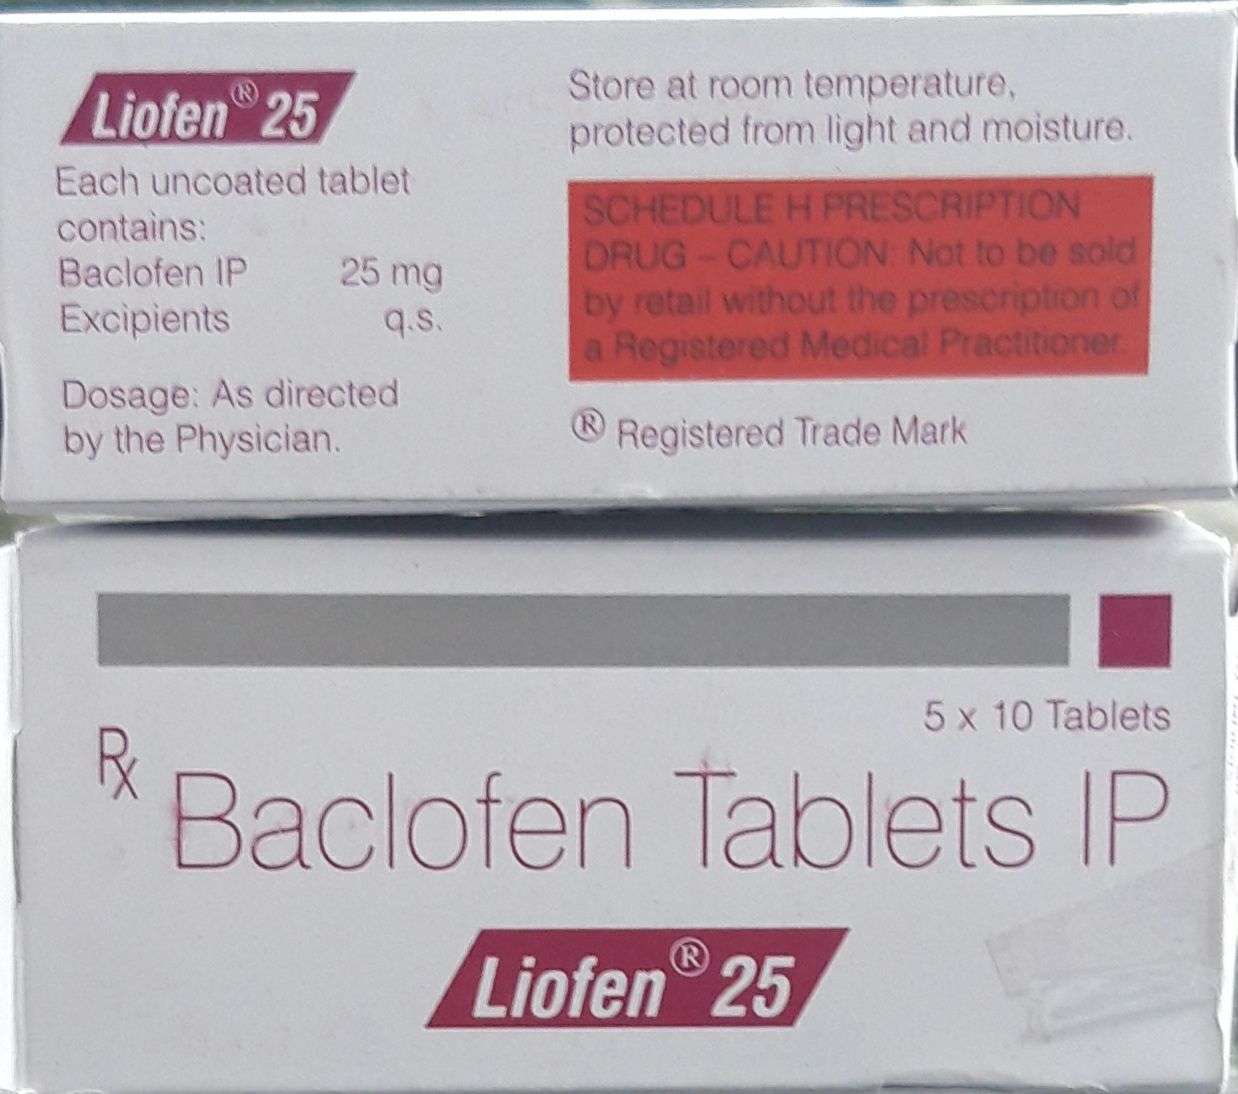 Liofen® 25
Each uncoated tablet
contains:
Baclofen IP 25 mg
Excipients q.s.
Dosage: As directed
by the Physician.
Store at room temperature,
protected from light and moisture.
SCHEDULE H PRESCRIPTION
DRUG – CAUTION: Not to be sold
by retail without the prescription of
a Registered Medical Practitioner.
® Registered Trade Mark
5 x 10 Tablets
Rx Baclofen Tablets IP
Liofen® 25